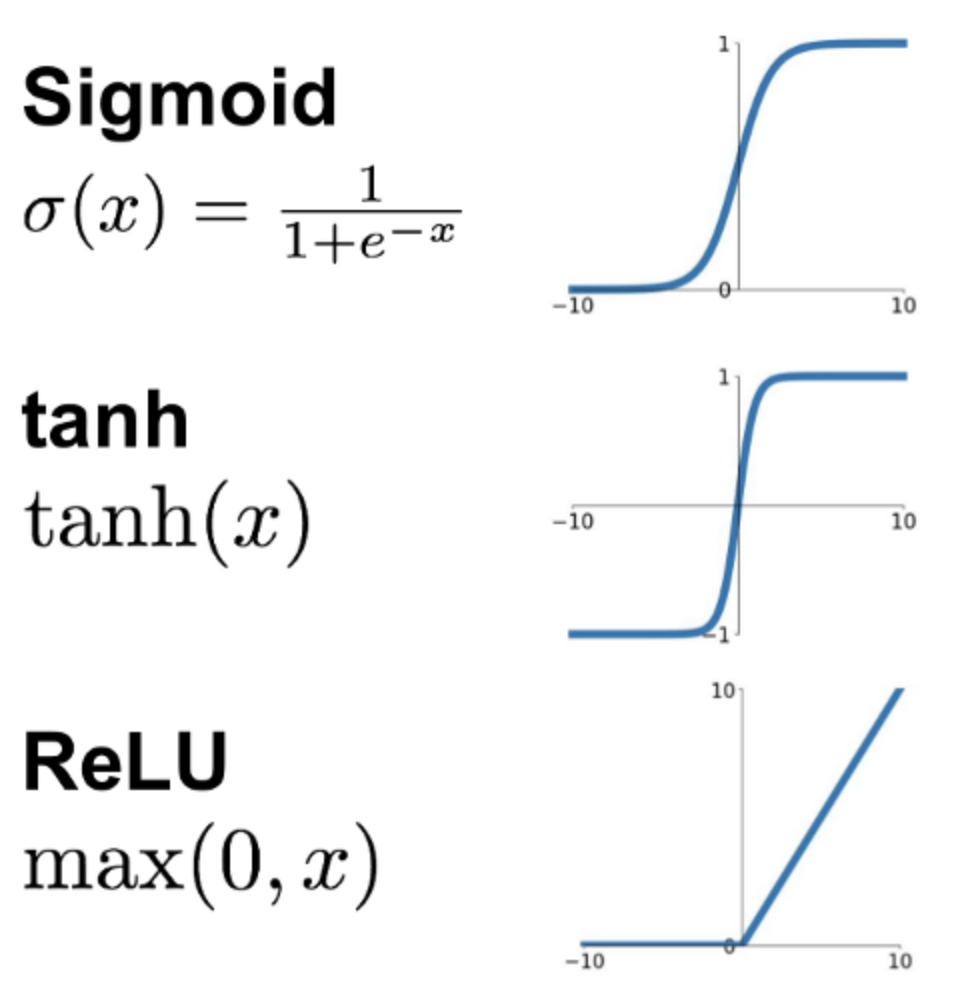 Sigmoid
σ(x) = 1/(1+e^−x)
1
0
−10
10
tanh
tanh(x)
1
−10
10
−1
ReLU
max(0, x)
10
0
−10
10